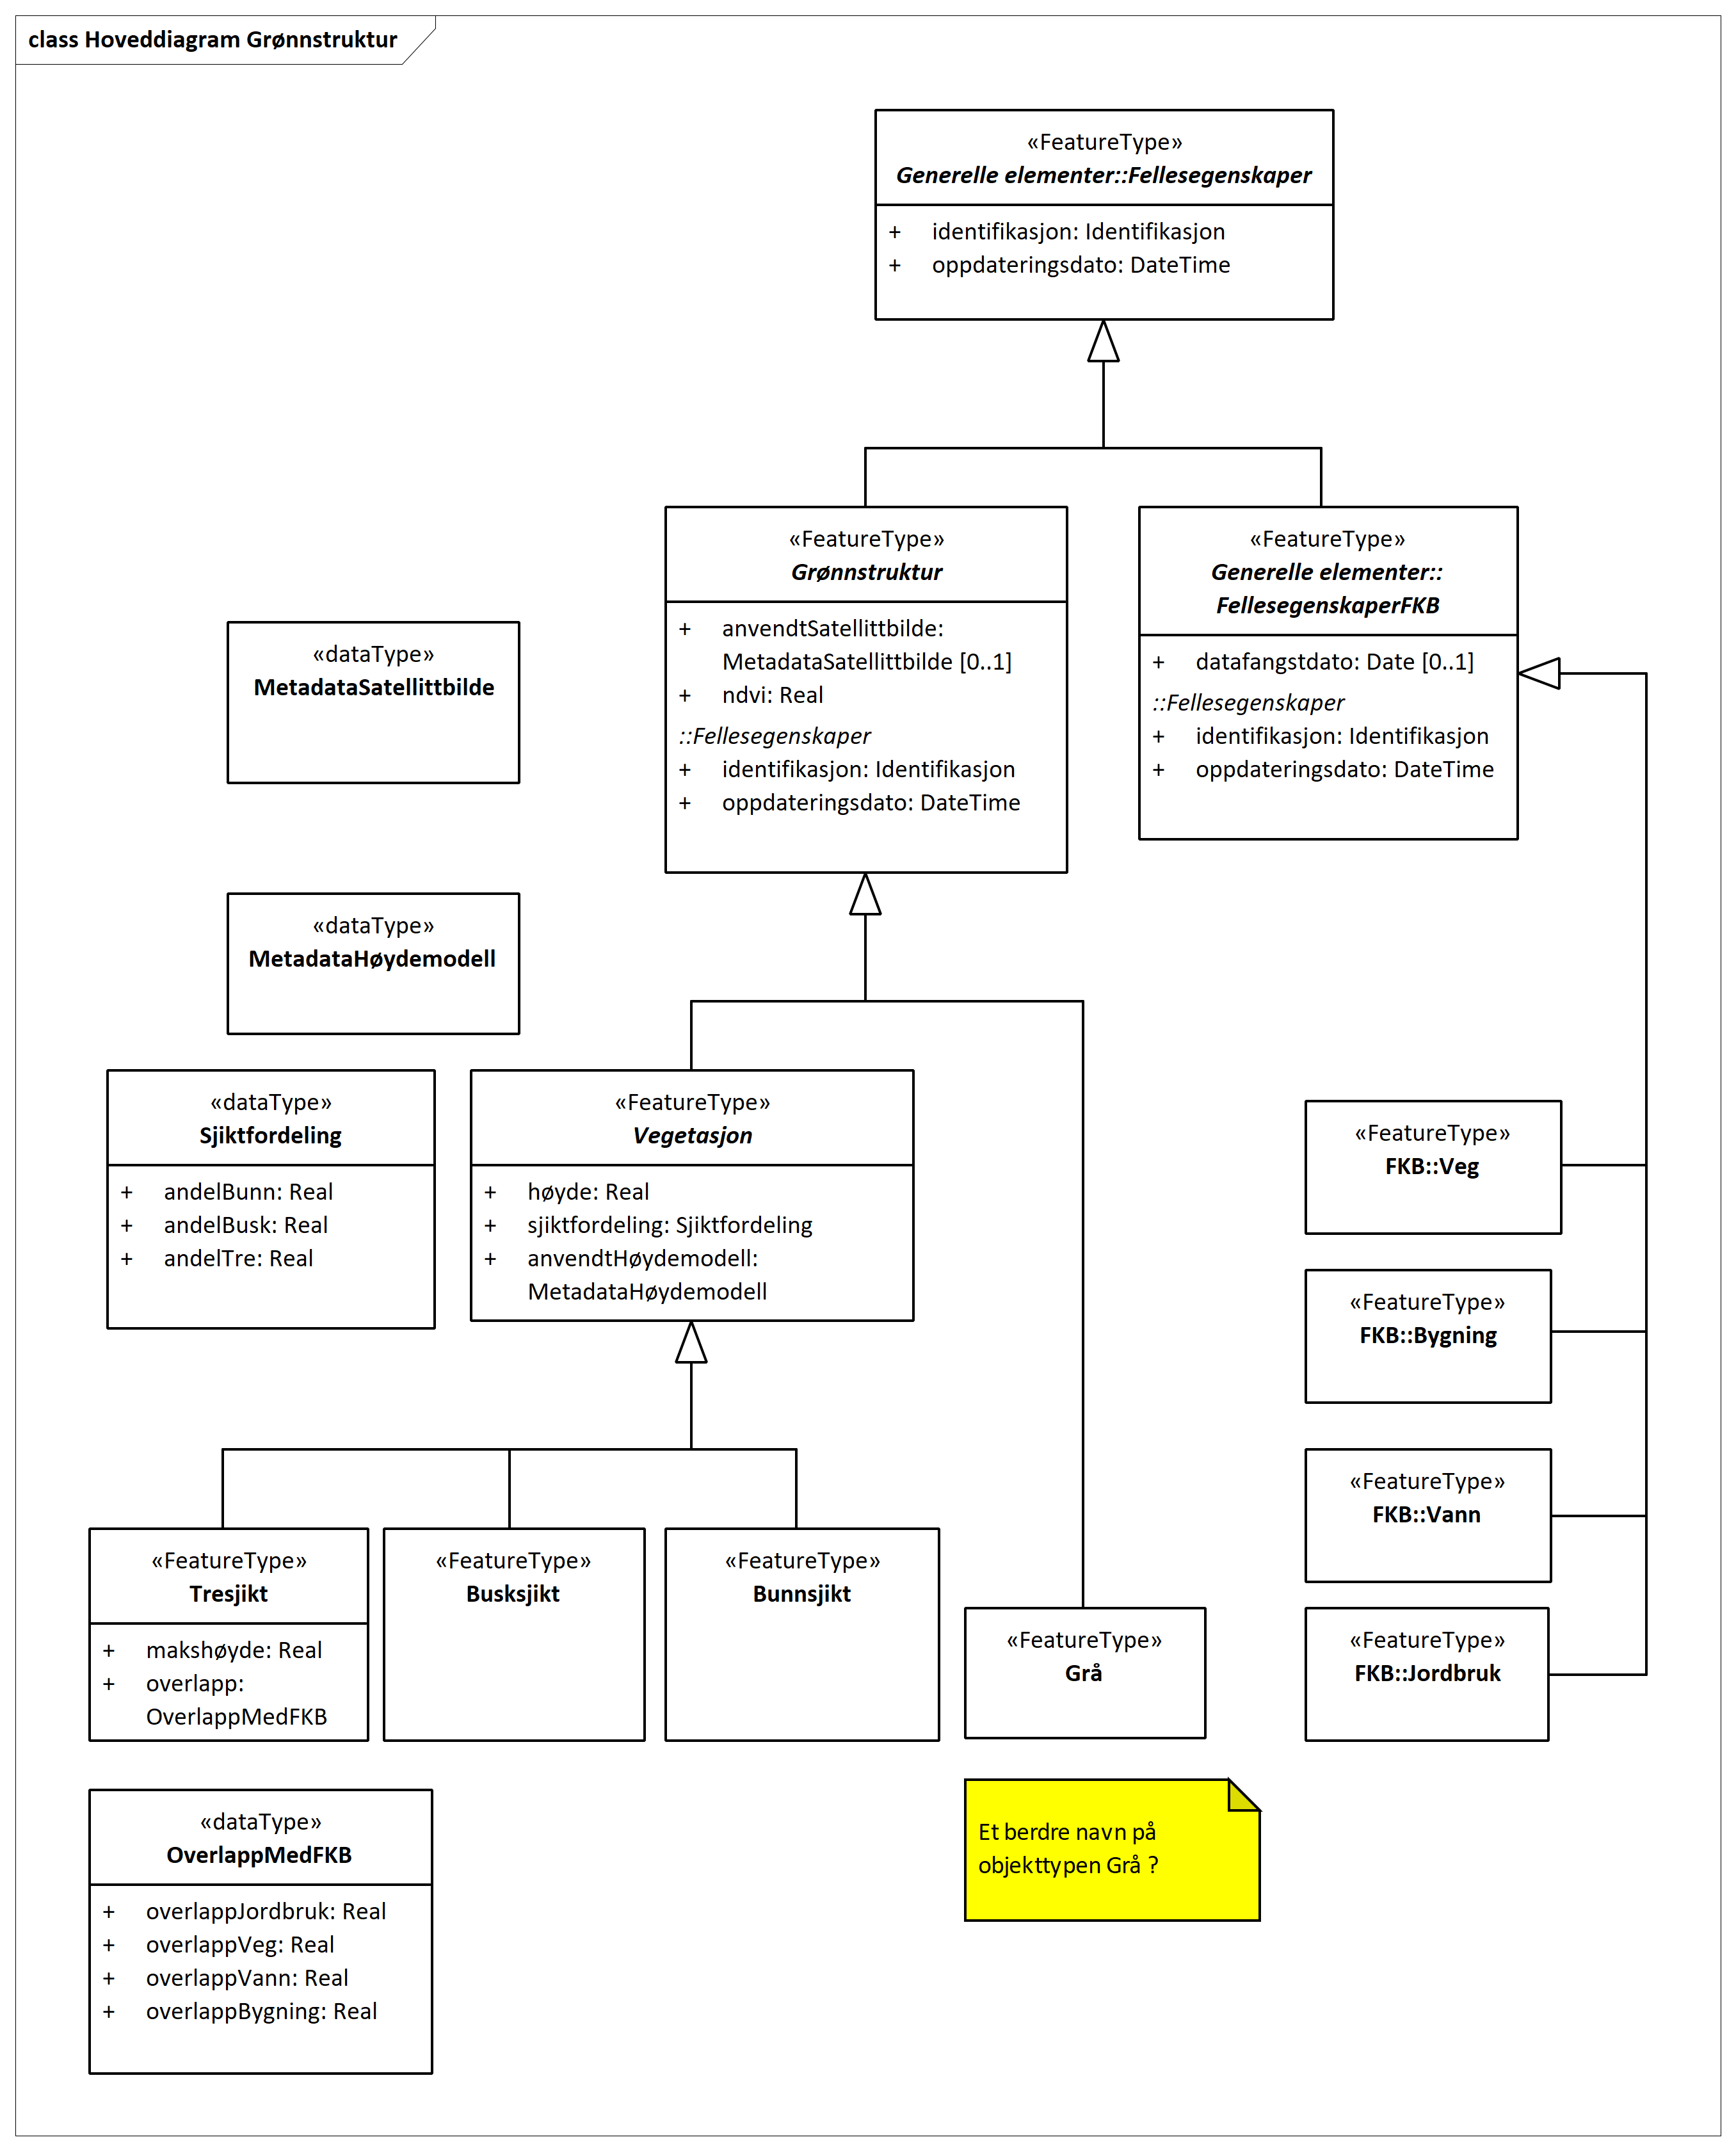 class Hoveddiagram Grønnstruktur
«FeatureType»
Generelle elementer::Fellesegenskaper
+ identifikasjon: Identifikasjon
+ oppdateringsdato: DateTime
«FeatureType»
Grønnstruktur
+ anvendtSatellittbilde:
MetadataSatellittbilde [0..1]
+ ndvi: Real
::Fellesegenskaper
+ identifikasjon: Identifikasjon
+ oppdateringsdato: DateTime
«FeatureType»
Generelle elementer::
FellesegenskaperFKB
+ datafangstdato: Date [0..1]
::Fellesegenskaper
+ identifikasjon: Identifikasjon
+ oppdateringsdato: DateTime
«dataType»
MetadataSatellittbilde
«dataType»
MetadataHøydemodell
«dataType»
Sjiktfordeling
+ andelBunn: Real
+ andelBusk: Real
+ andelTre: Real
«FeatureType»
Vegetasjon
+ høyde: Real
+ sjiktfordeling: Sjiktfordeling
+ anvendtHøydemodell:
MetadataHøydemodell
«FeatureType»
FKB::Veg
«FeatureType»
FKB::Bygning
«FeatureType»
FKB::Vann
«FeatureType»
FKB::Jordbruk
«FeatureType»
Tresjikt
+ makshøyde: Real
+ overlapp:
OverlappMedFKB
«FeatureType»
Busksjikt
«FeatureType»
Bunnsjikt
«FeatureType»
Grå
«dataType»
OverlappMedFKB
+ overlappJordbruk: Real
+ overlappVeg: Real
+ overlappVann: Real
+ overlappBygning: Real
Et berdre navn på
objekttypen Grå ?